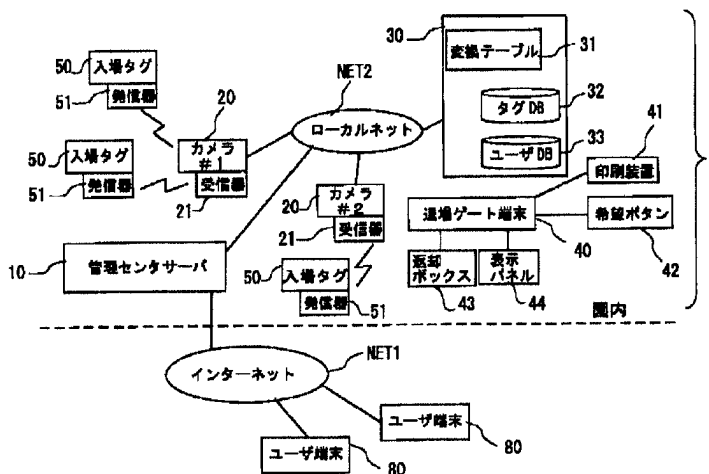 30
変換テーブル
31
タグDB
32
ユーザDB
33
NET2
ローカルネット
50
入場タグ
51
発信器
20
カメラ
#1
受信器
21
50
入場タグ
51
発信器
20
カメラ
#2
受信器
21
50
入場タグ
発信器
51
41
印刷装置
退場ゲート端末
40
希望ボタン
42
返却
ボックス
43
表示
パネル
44
10
管理センタサーバ
園内
NET1
インターネット
ユーザ端末
80
ユーザ端末
80